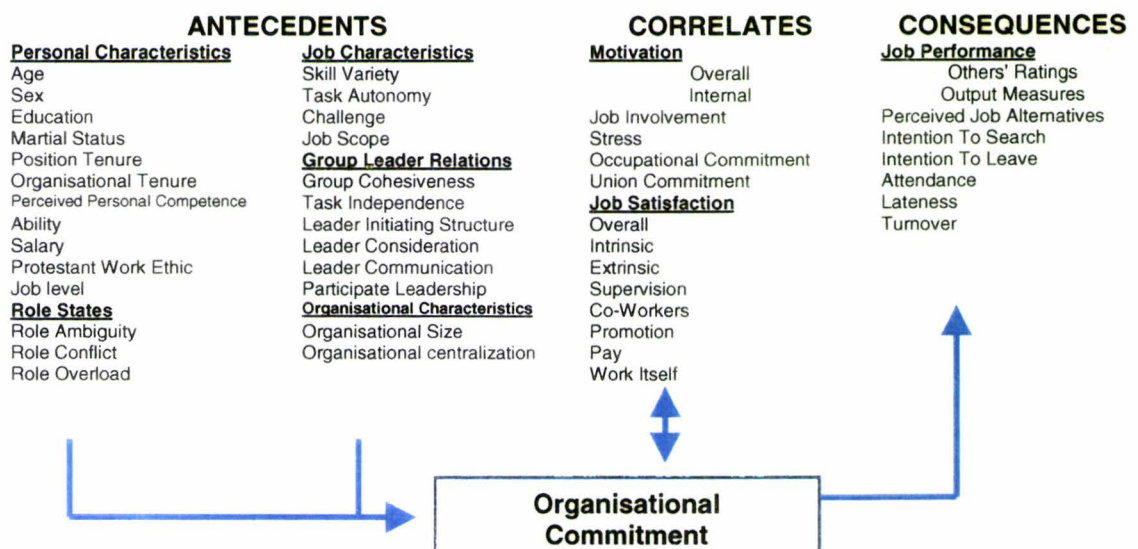 ANTECEDENTS
Personal Characteristics
Age
Sex
Education
Martial Status
Position Tenure
Organisational Tenure
Perceived Personal Competence
Ability
Salary
Protestant Work Ethic
Job level
Role States
Role Ambiguity
Role Conflict
Role Overload
Job Characteristics
Skill Variety
Task Autonomy
Challenge
Job Scope
Group Leader Relations
Group Cohesiveness
Task Independence
Leader Initiating Structure
Leader Consideration
Leader Communication
Participate Leadership
Organisational Characteristics
Organisational Size
Organisational centralization
CORRELATES
Motivation
Overall
Internal
Job Involvement
Stress
Occupational Commitment
Union Commitment
Job Satisfaction
Overall
Intrinsic
Extrinsic
Supervision
Co-Workers
Promotion
Pay
Work Itself
CONSEQUENCES
Job Performance
Others' Ratings
Output Measures
Perceived Job Alternatives
Intention To Search
Intention To Leave
Attendance
Lateness
Turnover
Organisational
Commitment